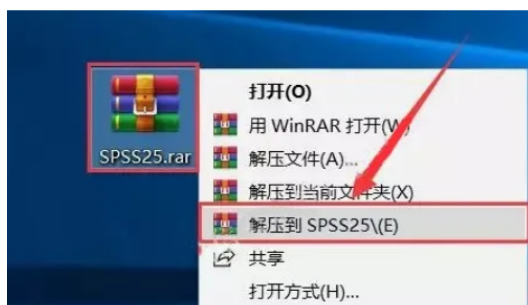 SPSS25.rar
打开(O)
用 WinRAR 打开(W)
解压文件(A)...
解压到当前文件夹(X)
解压到 SPSS25\(E)
共享
打开方式(H)...